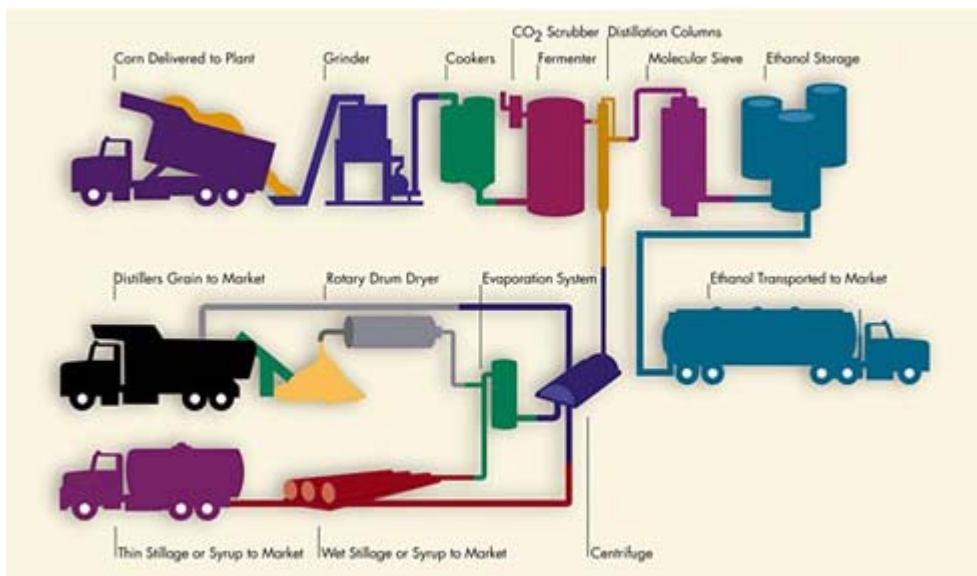 CO2 Scrubber
Distillation Columns
Corn Delivered to Plant
Grinder
Cookers
Fermenter
Molecular Sieve
Ethanol Storage
Distillers Grain to Market
Rotary Drum Dryer
Evaporation System
Ethanol Transported to Market
Thin Stillage or Syrup to Market
Wet Stillage or Syrup to Market
Centrifuge